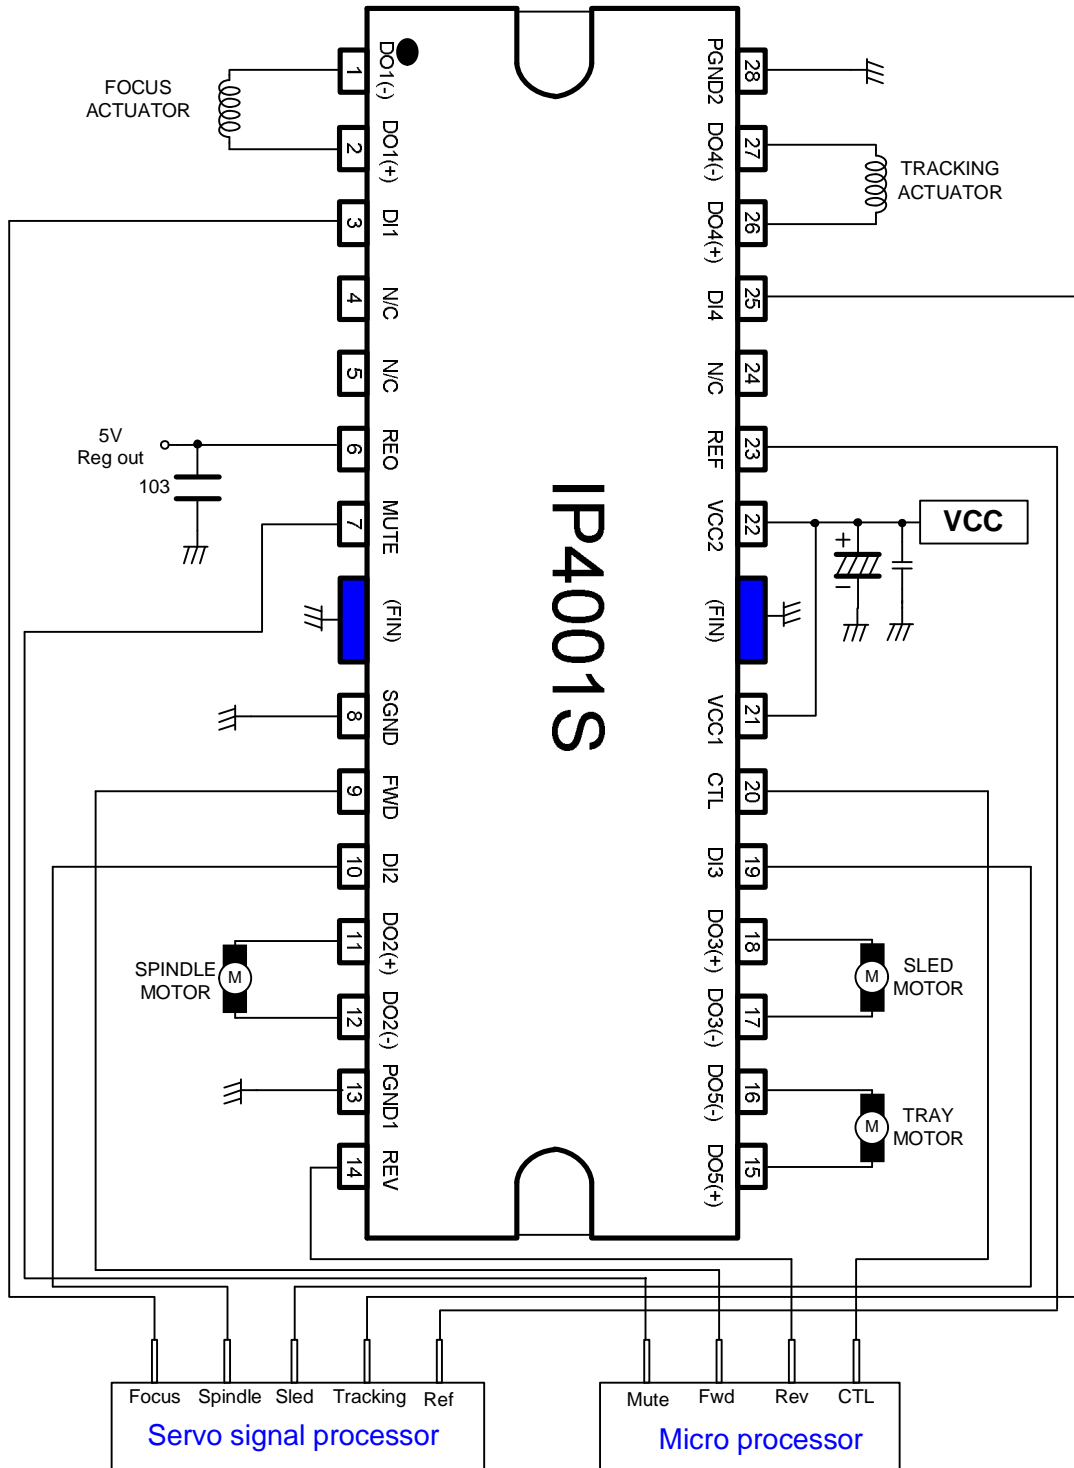 FOCUS
ACTUATOR
1
DO1(-)
2
DO1(+)
3
DI1
4
N/C
5
N/C
5V
Reg out
103
6
REO
7
MUTE
(FIN)
8
SGND
9
FWD
10
DI2
SPINDLE
MOTOR
M
11
DO2(+)
12
DO2(-)
13
PGND1
14
REV
IP4001S
PGND2
28
DO4(-)
27
TRACKING
ACTUATOR
DO4(+)
26
DI4
25
N/C
24
REF
23
VCC2
22
VCC
+
−
(FIN)
VCC1
21
CTL
20
DI3
19
DO3(+)
18
M
SLED
MOTOR
DO3(-)
17
DO5(-)
16
M
TRAY
MOTOR
DO5(+)
15
Focus Spindle Sled Tracking Ref
Servo signal processor
Mute Fwd Rev CTL
Micro processor